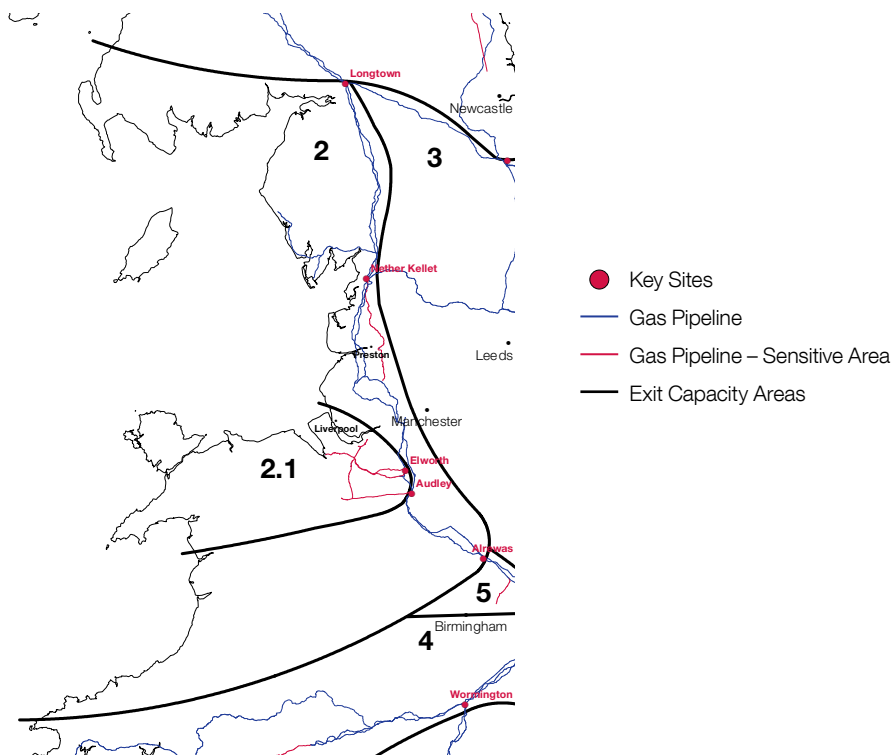 Longtown
Newcastle
2
3
Nether Kellet
Key Sites
Gas Pipeline
Leeds
Preston
Gas Pipeline – Sensitive Area
Exit Capacity Areas
Manchester
Liverpool
Elworth
2.1
Audley
Alrewas
5
Birmingham
4
Wormington